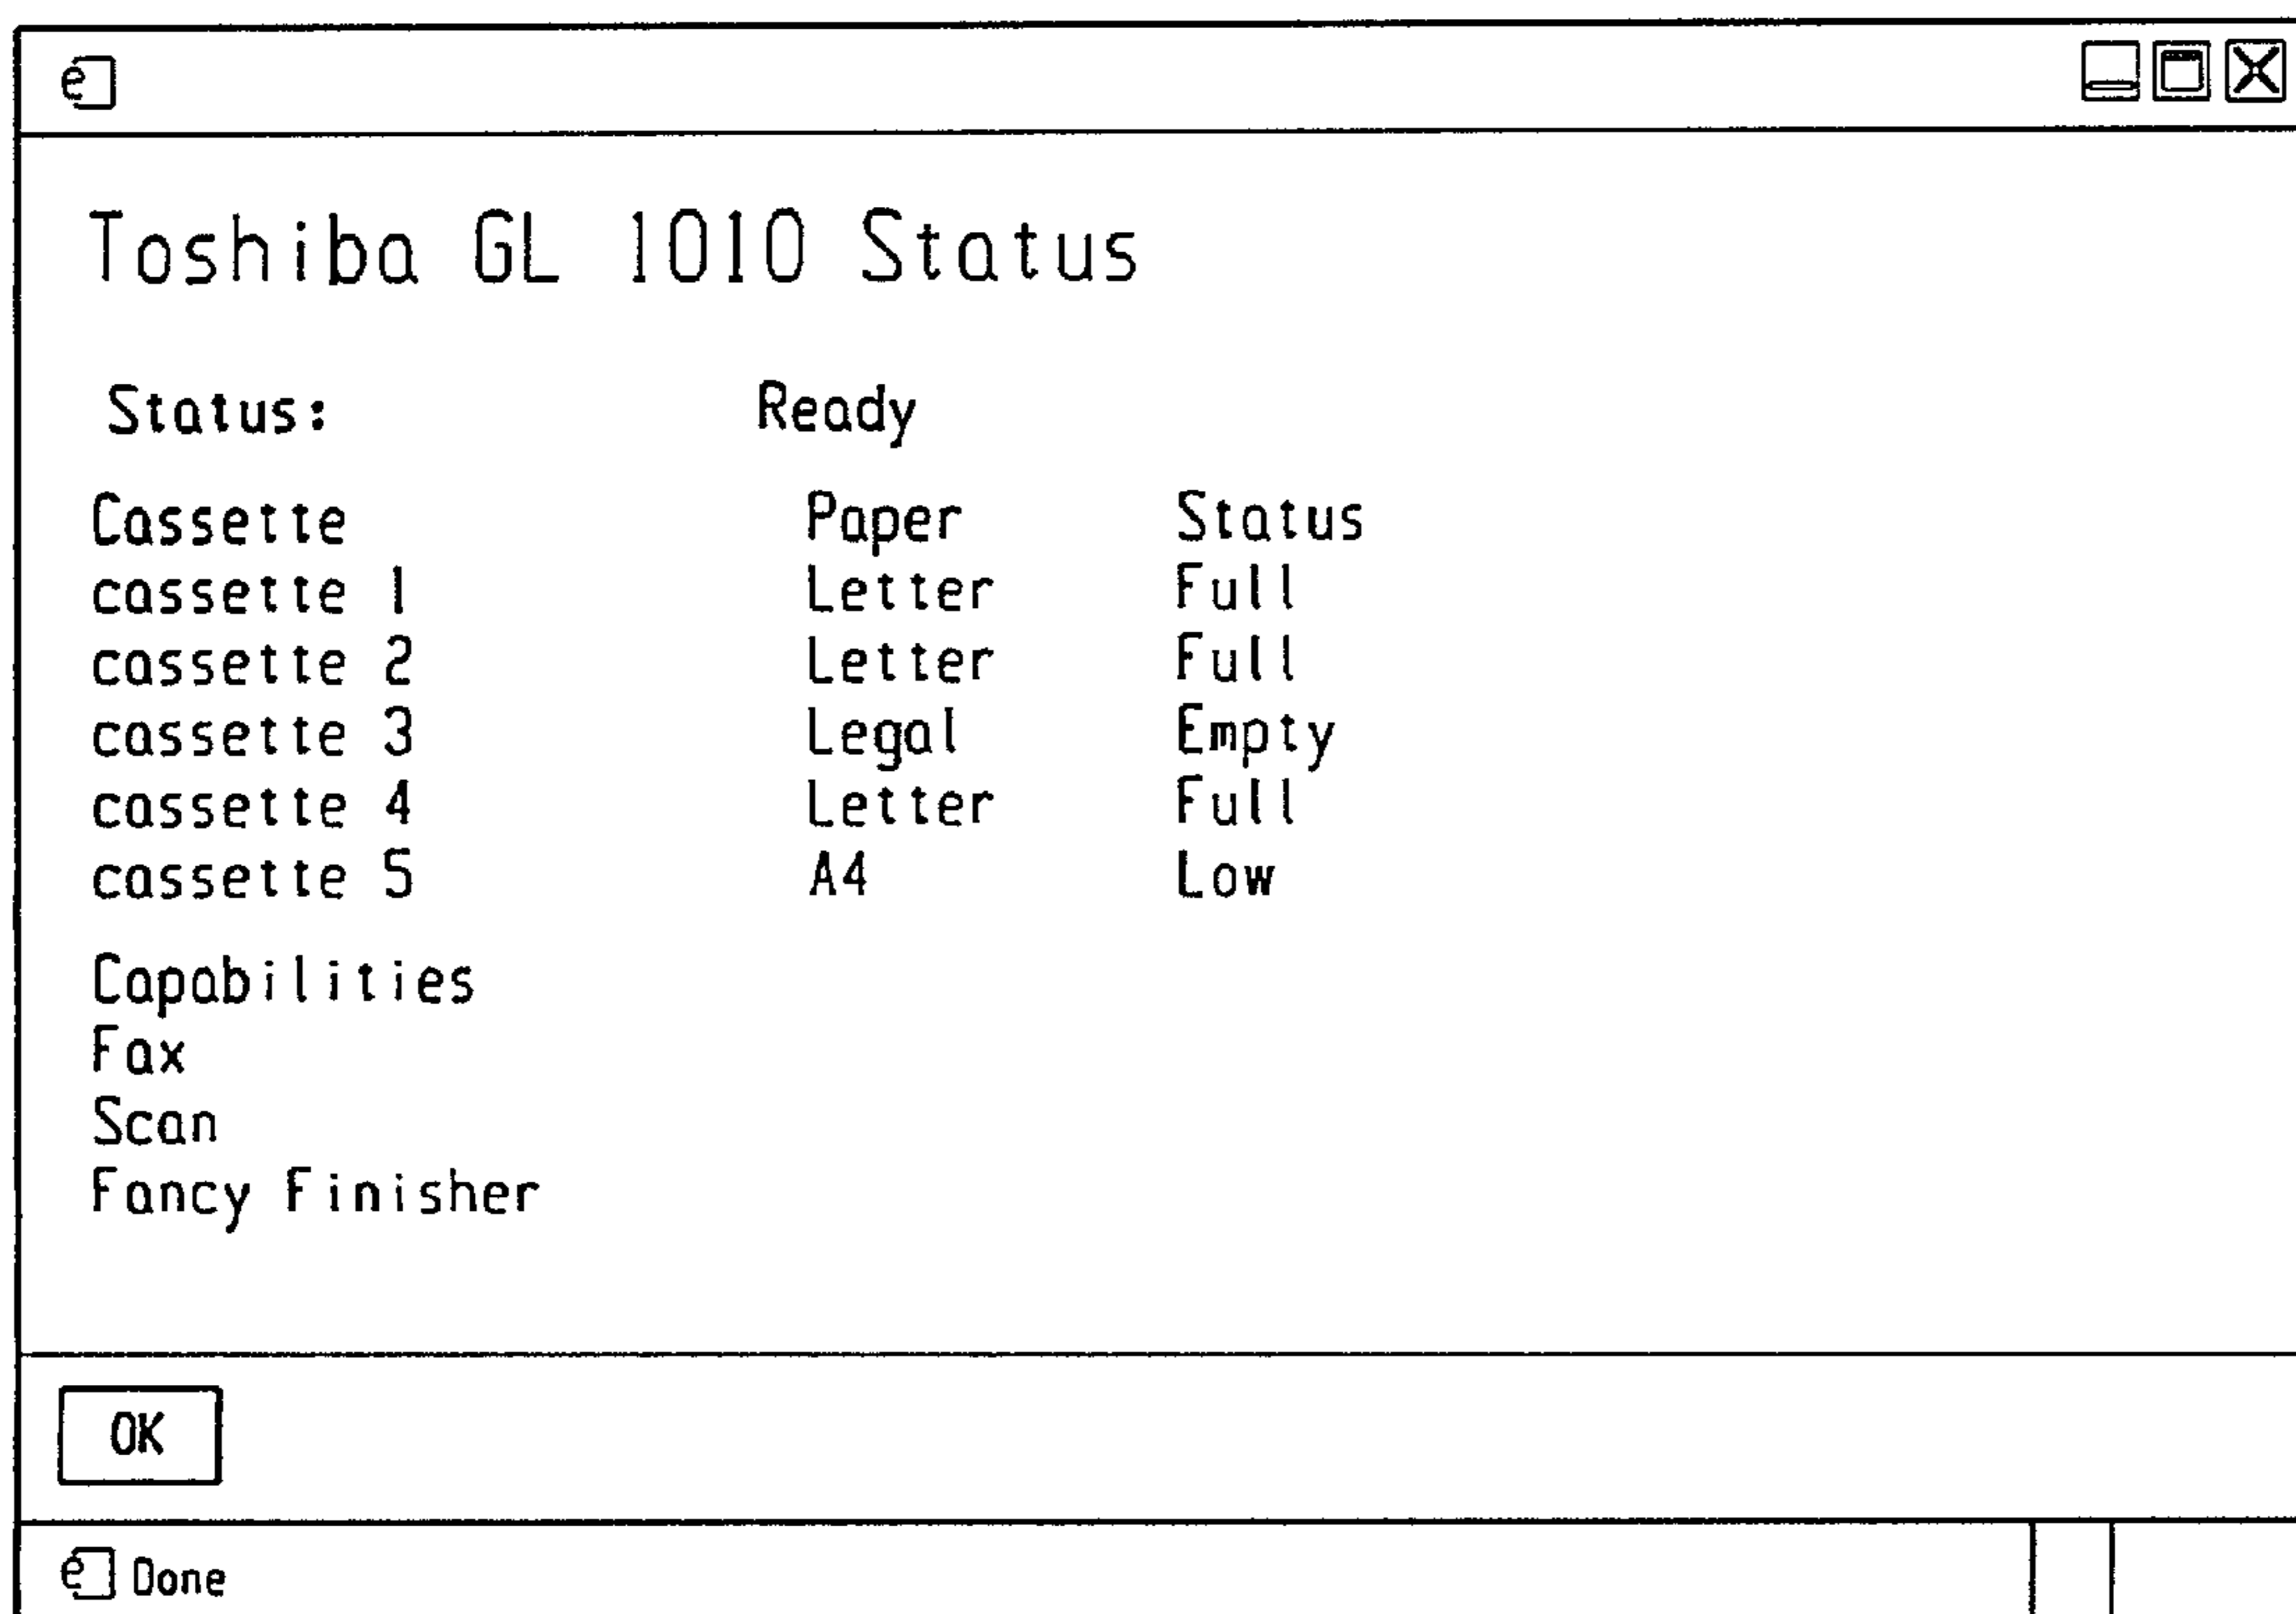 Toshiba GL 1010 Status
Status: Ready
Cassette Paper Status
cassette 1 Letter Full
cassette 2 Letter Full
cassette 3 Legal Empty
cassette 4 Letter Full
cassette 5 A4 Low
Capabilities
Fax
Scan
Fancy Finisher
OK
e Done